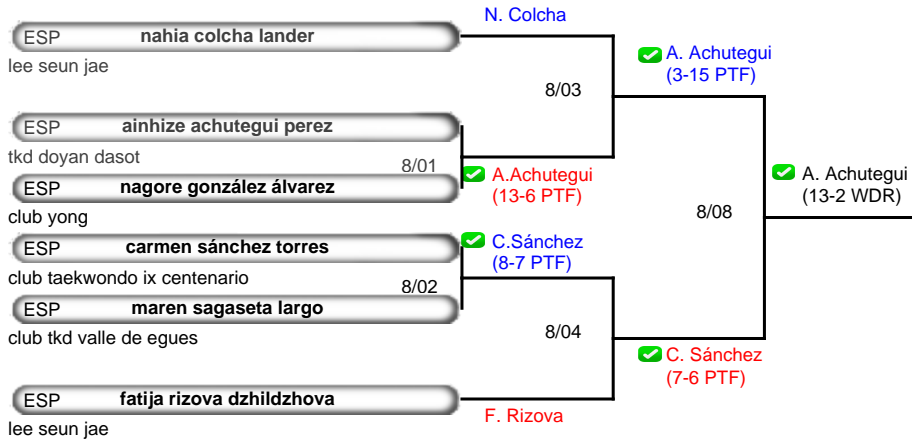 N. Colcha
ESP nahia colcha lander
lee seun jae
A. Achutegui
(3-15 PTF)
8/03
ESP ainhize achutegui perez
tkd doyan dasot
8/01
A.Achutegui
(13-6 PTF)
ESP nagore gonzález álvarez
club yong
A. Achutegui
(13-2 WDR)
8/08
ESP carmen sánchez torres
club taekwondo ix centenario
C.Sánchez
(8-7 PTF)
8/02
ESP maren sagaseta largo
club tkd valle de egues
8/04
C. Sánchez
(7-6 PTF)
ESP fatija rizova dzhildzhova
lee seun jae
F. Rizova